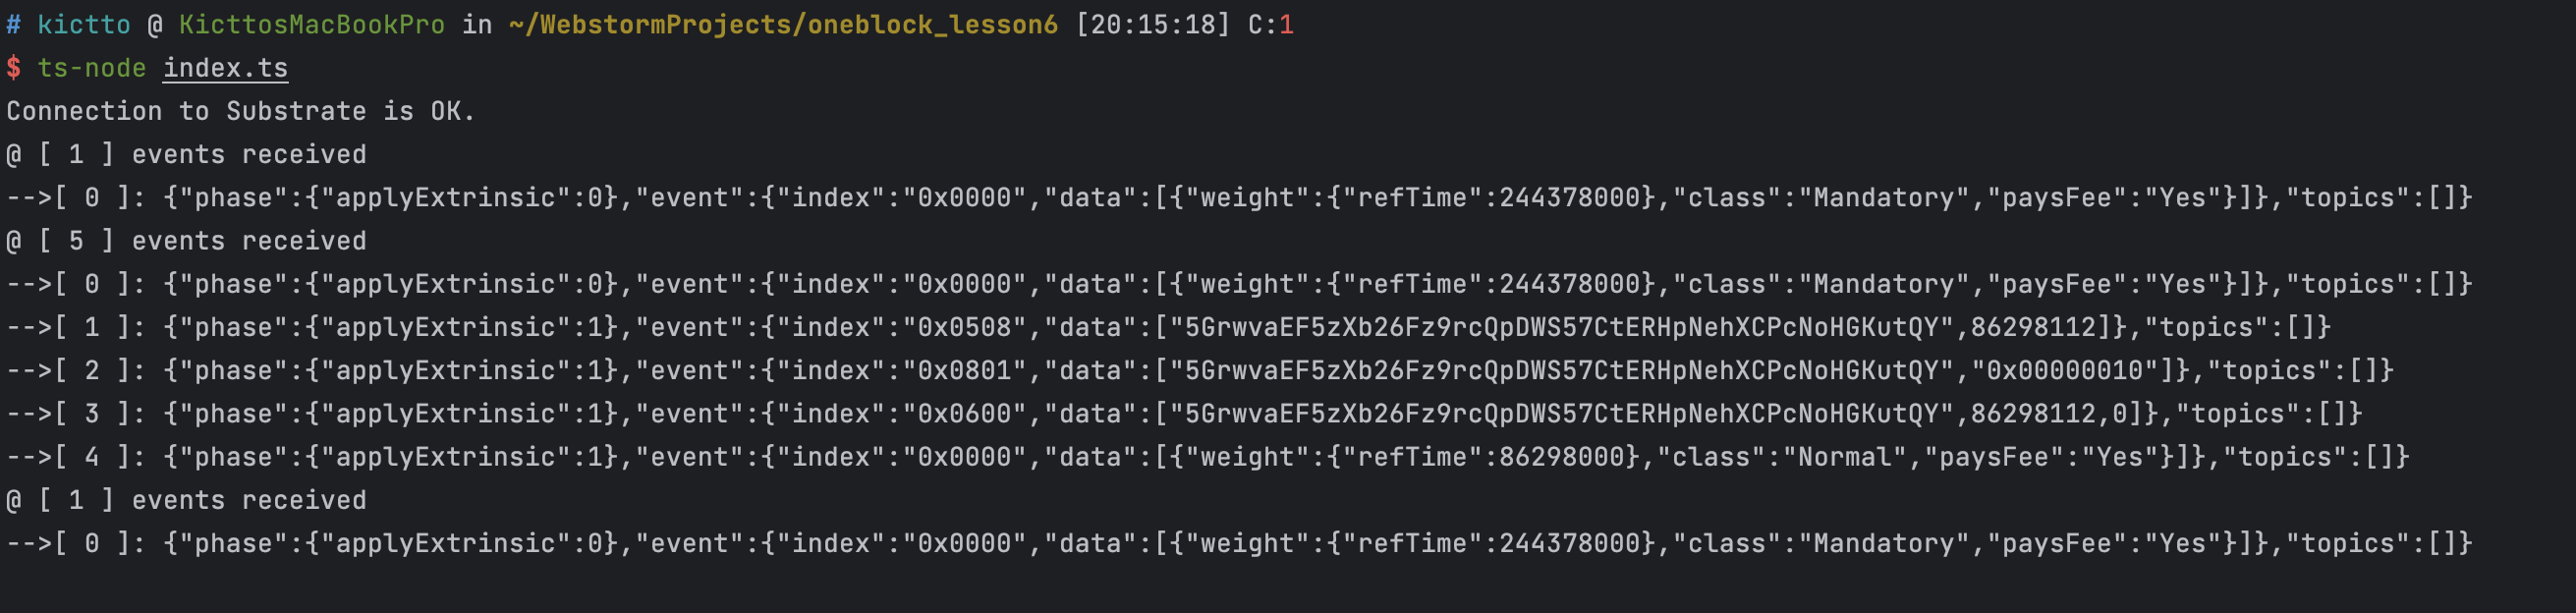 # kictto @ KicttosMacBookPro in ~/WebstormProjects/oneblock_lesson6 [20:15:18] C:1
$ ts-node index.ts
Connection to Substrate is OK.
@ [ 1 ] events received
-->[ 0 ]: {"phase":{"applyExtrinsic":0},"event":{"index":"0x0000","data":[{"weight":{"refTime":244378000},"class":"Mandatory","paysFee":"Yes"}]},"topics":[]}
@ [ 5 ] events received
-->[ 0 ]: {"phase":{"applyExtrinsic":0},"event":{"index":"0x0000","data":[{"weight":{"refTime":244378000},"class":"Mandatory","paysFee":"Yes"}]},"topics":[]}
-->[ 1 ]: {"phase":{"applyExtrinsic":1},"event":{"index":"0x0508","data":["5GrwvaEF5zXb26Fz9rcQpDWS57CtERHpNehXCPcNoHGKutQY",86298112]},"topics":[]}
-->[ 2 ]: {"phase":{"applyExtrinsic":1},"event":{"index":"0x0801","data":["5GrwvaEF5zXb26Fz9rcQpDWS57CtERHpNehXCPcNoHGKutQY","0x00000010"]},"topics":[]}
-->[ 3 ]: {"phase":{"applyExtrinsic":1},"event":{"index":"0x0600","data":["5GrwvaEF5zXb26Fz9rcQpDWS57CtERHpNehXCPcNoHGKutQY",86298112,0]},"topics":[]}
-->[ 4 ]: {"phase":{"applyExtrinsic":1},"event":{"index":"0x0000","data":[{"weight":{"refTime":86298000},"class":"Normal","paysFee":"Yes"}]},"topics":[]}
@ [ 1 ] events received
-->[ 0 ]: {"phase":{"applyExtrinsic":0},"event":{"index":"0x0000","data":[{"weight":{"refTime":244378000},"class":"Mandatory","paysFee":"Yes"}]},"topics":[]}